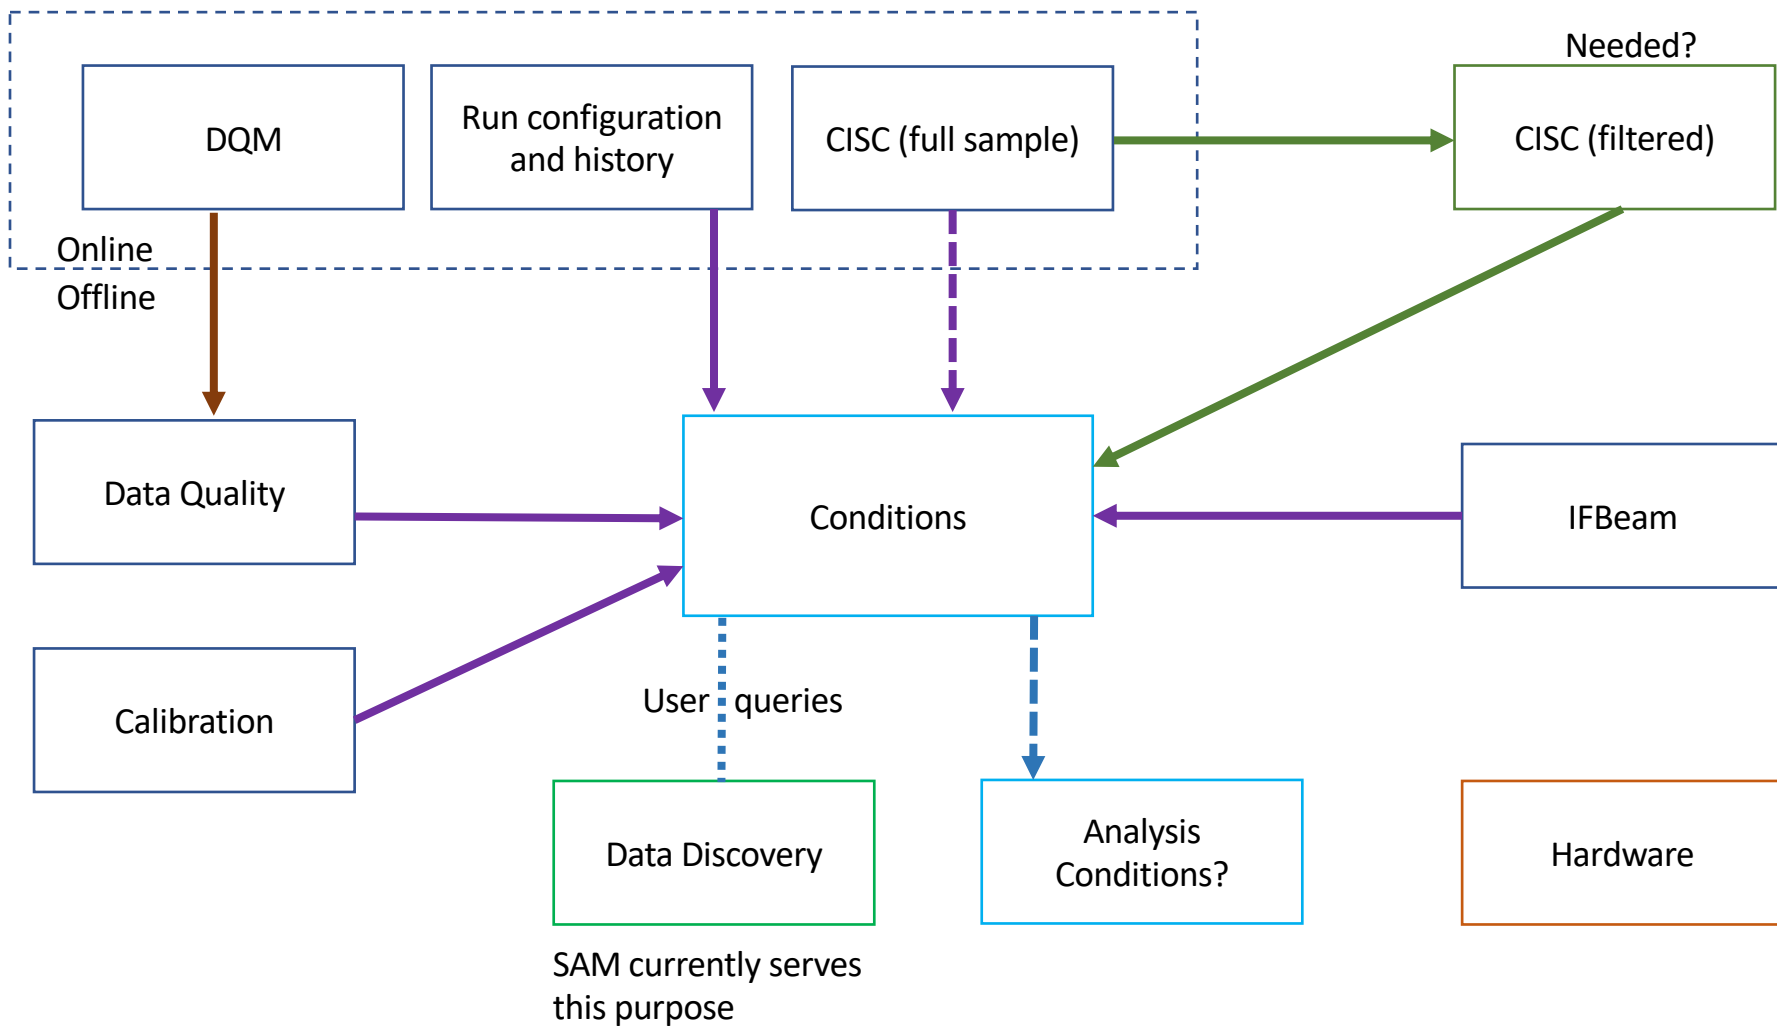 Needed?
DQM
Run configuration
and history
CISC (full sample)
CISC (filtered)
Online
Offline
Data Quality
Conditions
IFBeam
Calibration
User queries
Data Discovery
Analysis
Conditions?
Hardware
SAM currently serves
this purpose